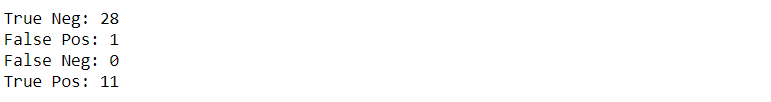 True Neg: 28
False Pos: 1
False Neg: 0
True Pos: 11